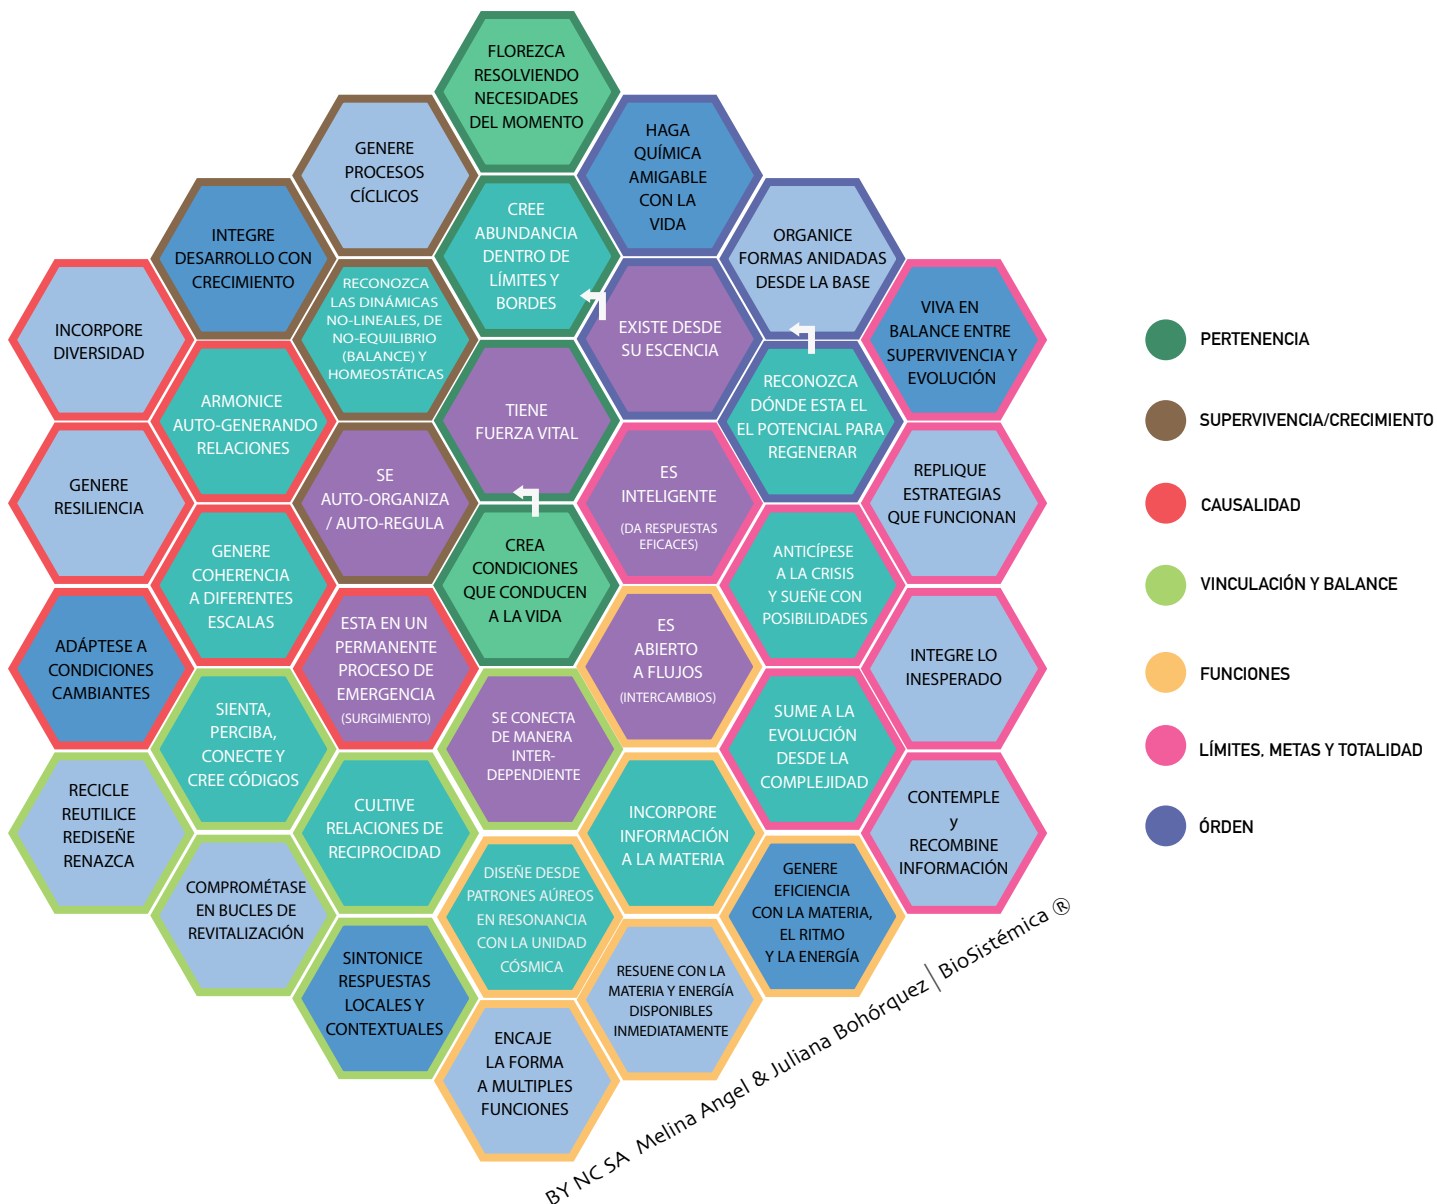 FLOREZCA
RESOLVIENDO
NECESIDADES
DEL MOMENTO
GENERE
PROCESOS
CÍCLICOS
HAGA
QUÍMICA
AMIGABLE
CON LA
VIDA
INTEGRE
DESARROLLO CON
CRECIMIENTO
CREE
ABUNDANCIA
DENTRO DE
LÍMITES Y
BORDES
ORGANICE
FORMAS ANIDADAS
DESDE LA BASE
INCORPORE
DIVERSIDAD
RECONOZCA
LAS DINÁMICAS
NO-LINEALES, DE
NO-EQUILIBRIO
(BALANCE) Y
HOMEOSTÁTICAS
EXISTE DESDE
SU ESCENCIA
VIVA EN
BALANCE ENTRE
SUPERVIVENCIA Y
EVOLUCIÓN
ARMONICE
AUTO-GENERANDO
RELACIONES
TIENE
FUERZA VITAL
RECONOZCA
DÓNDE ESTA EL
EL POTENCIAL PARA
REGENERAR
GENERE
RESILIENCIA
SE
AUTO-ORGANIZA
/ AUTO-REGULA
ES
INTELIGENTE
(DA RESPUESTAS
EFICACES)
REPLIQUE
ESTRATEGIAS
QUE FUNCIONAN
GENERE
COHERENCIA
A DIFERENTES
ESCALAS
CREA
CONDICIONES
QUE CONDUCEN
A LA VIDA
ANTICÍPESE
A LA CRISIS
Y SUEÑE CON
POSIBILIDADES
ADÁPTESE A
CONDICIONES
CAMBIANTES
ESTA EN UN
PERMANENTE
PROCESO DE
EMERGENCIA
(SURGIMIENTO)
ES
ABIERTO
A FLUJOS
(INTERCAMBIOS)
INTEGRE LO
INESPERADO
SIENTA,
PERCIBA,
CONECTE Y
CREE CÓDIGOS
SE CONECTA
DE MANERA
INTER-
DEPENDIENTE
SUME A LA
EVOLUCIÓN
DESDE LA
COMPLEJIDAD
RECICLE
REUTILICE
REDISEÑE
RENAZCA
CULTIVE
RELACIONES DE
RECIPROCIDAD
INCORPORE
INFORMACIÓN
A LA MATERIA
CONTEMPLE
y
RECOMBINE
INFORMACIÓN
COMPROMÉTASE
EN BUCLES DE
REVITALIZACIÓN
DISEÑE DESDE
PATRONES AÚREOS
EN RESONANCIA
CON LA UNIDAD
CÓSMICA
GENERE
EFICIENCIA
CON LA MATERIA,
EL RITMO
Y LA ENERGÍA
SINTONICE
RESPUESTAS
LOCALES Y
CONTEXTUALES
RESUENE CON LA
MATERIA Y ENERGÍA
DISPONIBLES
INMEDIATAMENTE
ENCAJE
LA FORMA
A MULTIPLES
FUNCIONES
BY NC SA Melina Angel & Juliana Bohórquez | BioSistémica ®
PERTENENCIA
SUPERVIVENCIA/CRECIMIENTO
CAUSALIDAD
VINCULACIÓN Y BALANCE
FUNCIONES
LÍMITES, METAS Y TOTALIDAD
ÓRDEN